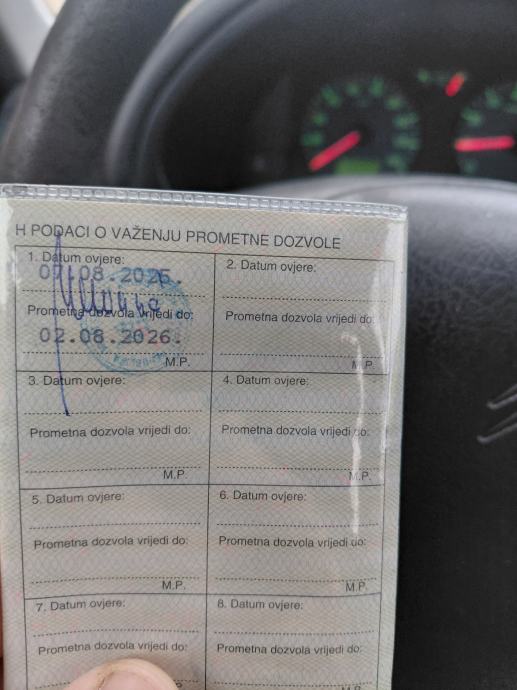 H PODACI O VAŽENJU PROMETNE DOZVOLE
1. Datum ovjere:
.08.2025.
Prometna dozvola vrijedi do:
02.08.2026.
M.P.
2. Datum ovjere:
Prometna dozvola vrijedi do:
M.P.
3. Datum ovjere:
Prometna dozvola vrijedi do:
M.P.
4. Datum ovjere:
Prometna dozvola vrijedi do:
M.P.
5. Datum ovjere:
Prometna dozvola vrijedi do:
M.P.
6. Datum ovjere:
Prometna dozvola vrijedi do:
M.P.
7. Datum ovjere:
Prometna dozvola vrijedi do:
8. Datum ovjere:
Prometna dozvola vrijedi do:
M.P.